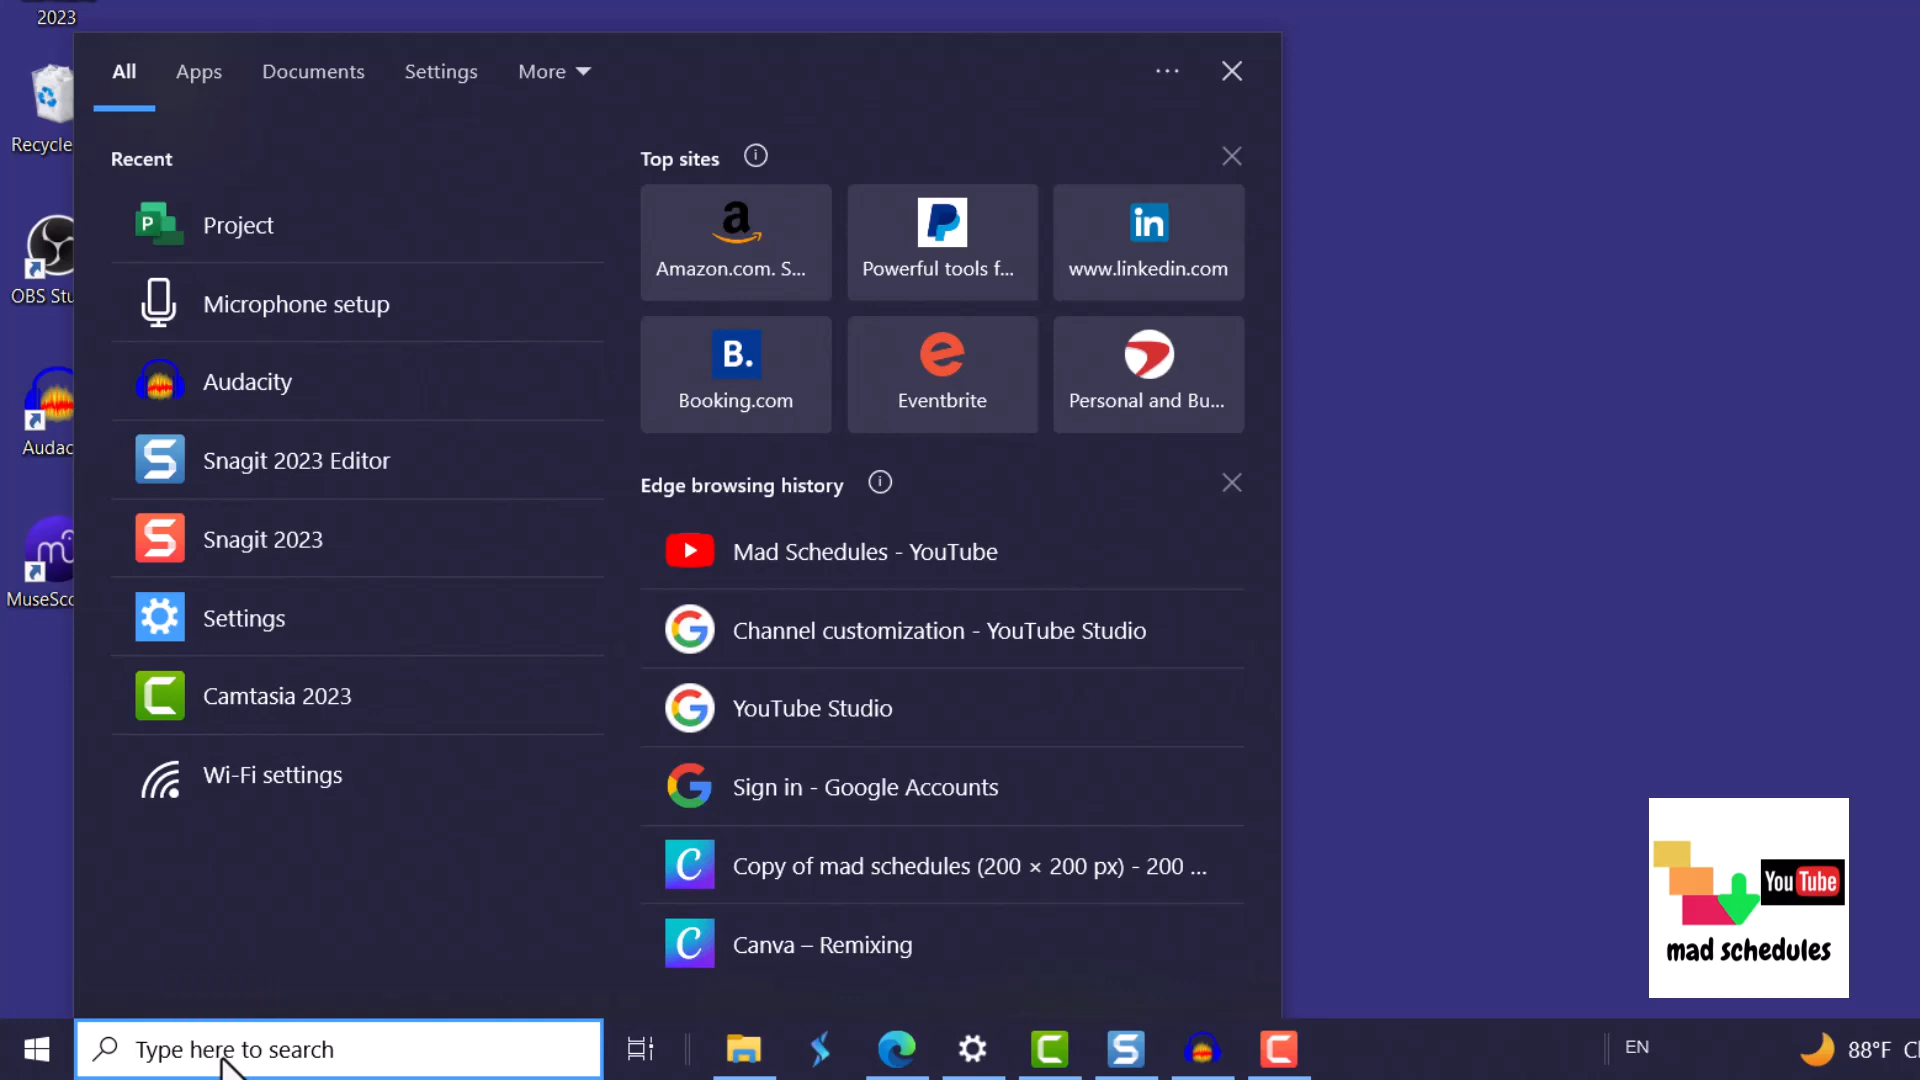 2023
Recycle
OBS Stu
Audac
MuseSco
All Apps Documents Settings More
Recent
Project
Microphone setup
Audacity
Snagit 2023 Editor
Snagit 2023
Settings
Camtasia 2023
Wi-Fi settings
Top sites
Amazon.com. S...
Powerful tools f...
www.linkedin.com
Booking.com
Eventbrite
Personal and Bu...
Edge browsing history
Mad Schedules - YouTube
Channel customization - YouTube Studio
YouTube Studio
Sign in - Google Accounts
Copy of mad schedules (200 × 200 px) - 200 ...
Canva – Remixing
YouTube
mad schedules
Type here to search
EN
88°F